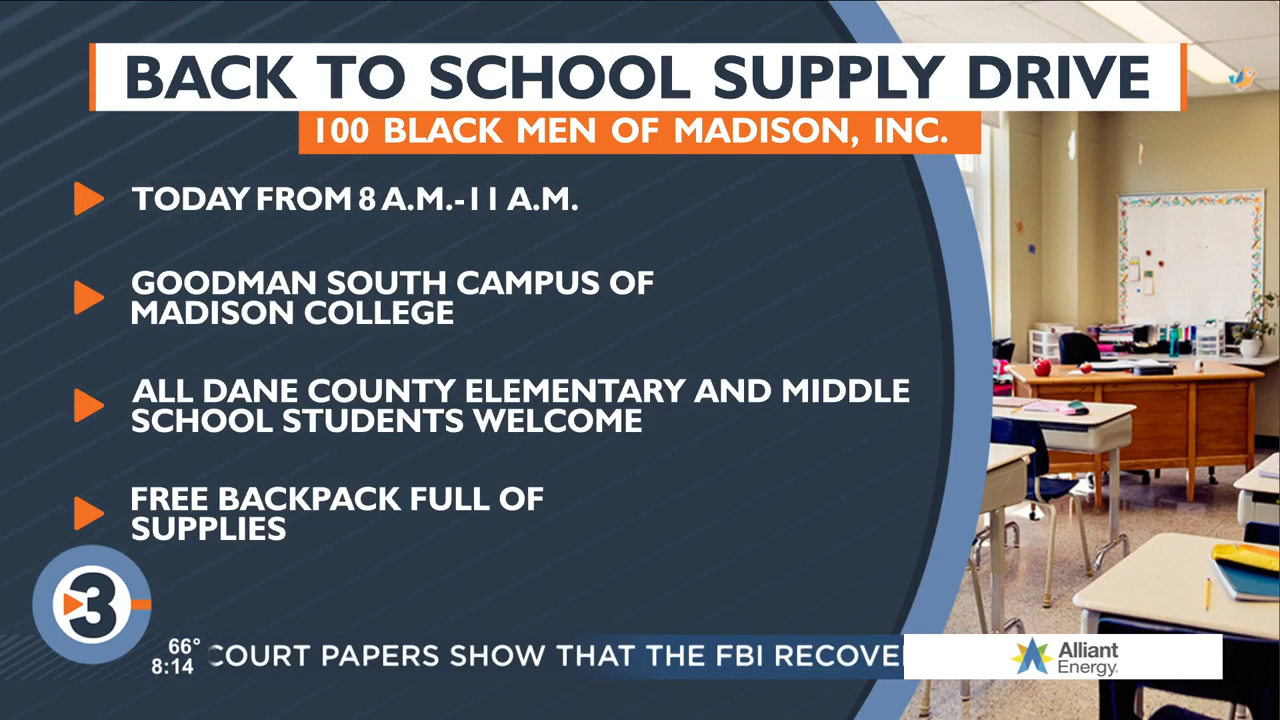 BACK TO SCHOOL SUPPLY DRIVE
100 BLACK MEN OF MADISON, INC.
TODAY FROM 8 A.M.-11 A.M.
GOODMAN SOUTH CAMPUS OF
MADISON COLLEGE
ALL DANE COUNTY ELEMENTARY AND MIDDLE
SCHOOL STUDENTS WELCOME
FREE BACKPACK FULL OF
SUPPLIES
3
66°
8:14
COURT PAPERS SHOW THAT THE FBI RECOVE
Alliant
Energy